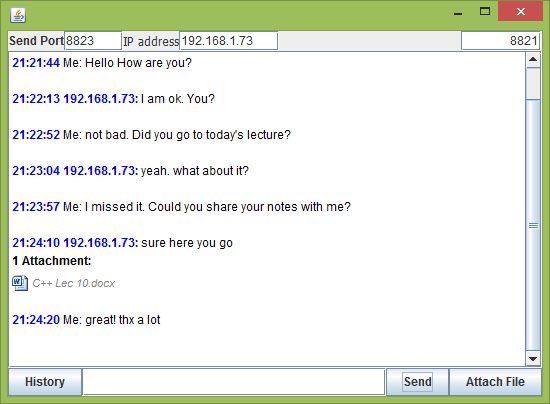 Send Port 8823 IP address 192.168.1.73 8821
21:21:44 Me: Hello How are you?
21:22:13 192.168.1.73: I am ok. You?
21:22:52 Me: not bad. Did you go to today's lecture?
21:23:04 192.168.1.73: yeah. what about it?
21:23:57 Me: I missed it. Could you share your notes with me?
21:24:10 192.168.1.73: sure here you go
1 Attachment:
C++ Lec 10.docx
21:24:20 Me: great! thx a lot
History Send Attach File